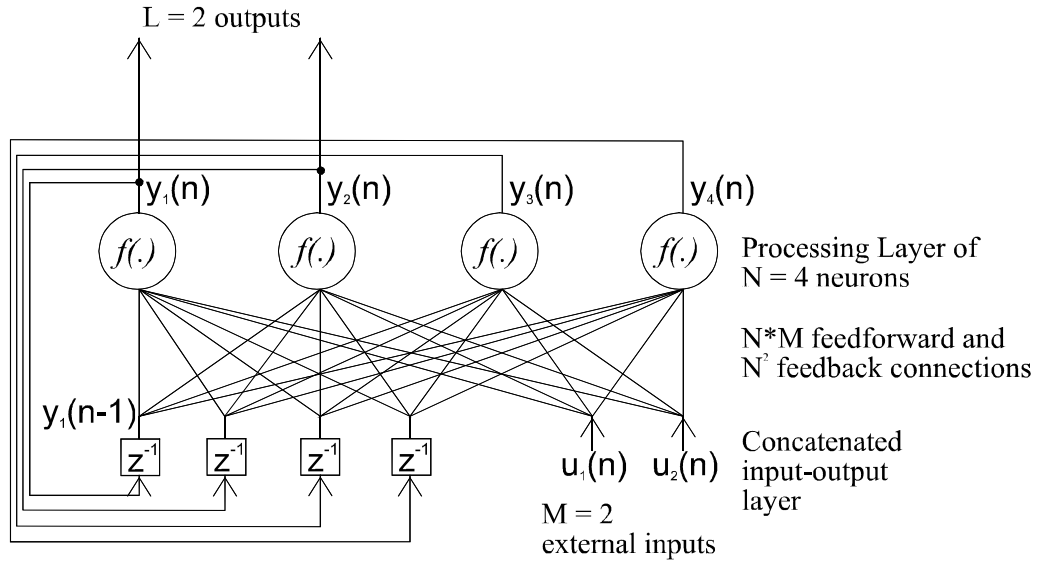 L = 2 outputs
y₁(n)
y₂(n)
y₃(n)
y₄(n)
f(.)
f(.)
f(.)
f(.)
Processing Layer of
N = 4 neurons
N*M feedforward and
N² feedback connections
y₁(n-1)
z⁻¹
z⁻¹
z⁻¹
z⁻¹
u₁(n)
u₂(n)
Concatenated
input-output
layer
M = 2
external inputs